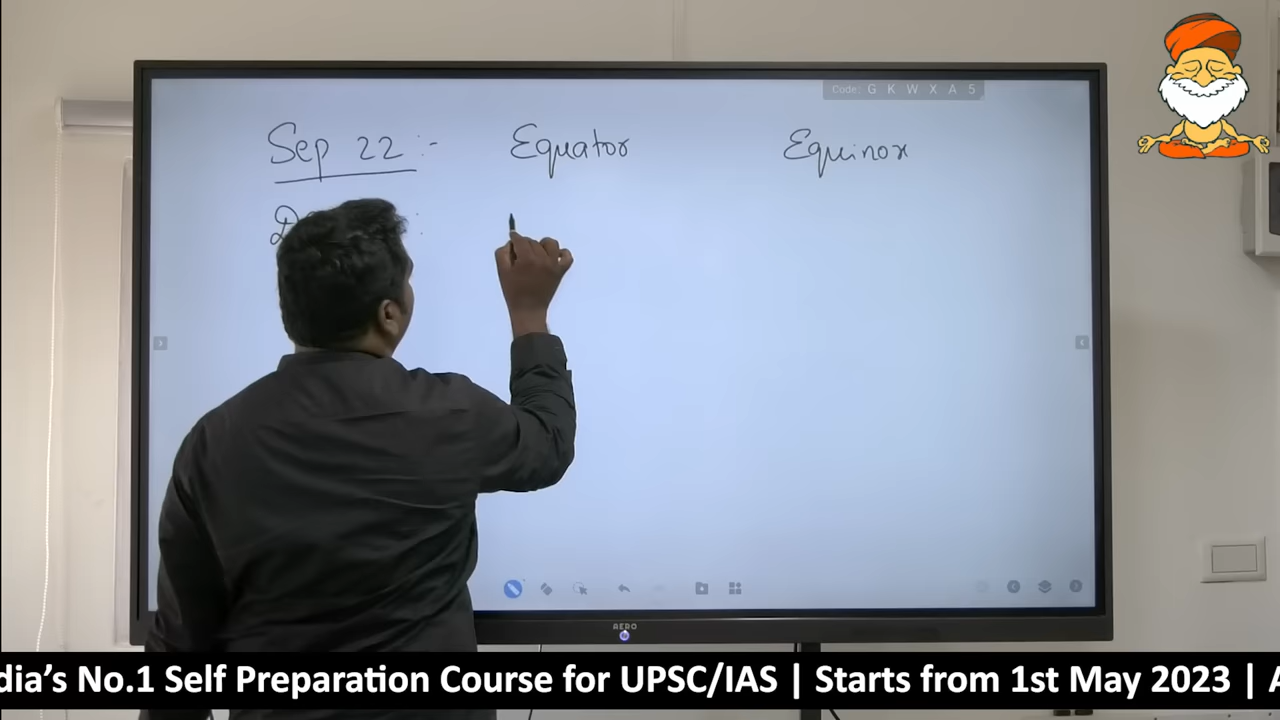 Code: G K W X A 5
Sep 22 :- Equator Equinox
AERO
dia's No.1 Self Preparation Course for UPSC/IAS | Starts from 1st May 2023 | A